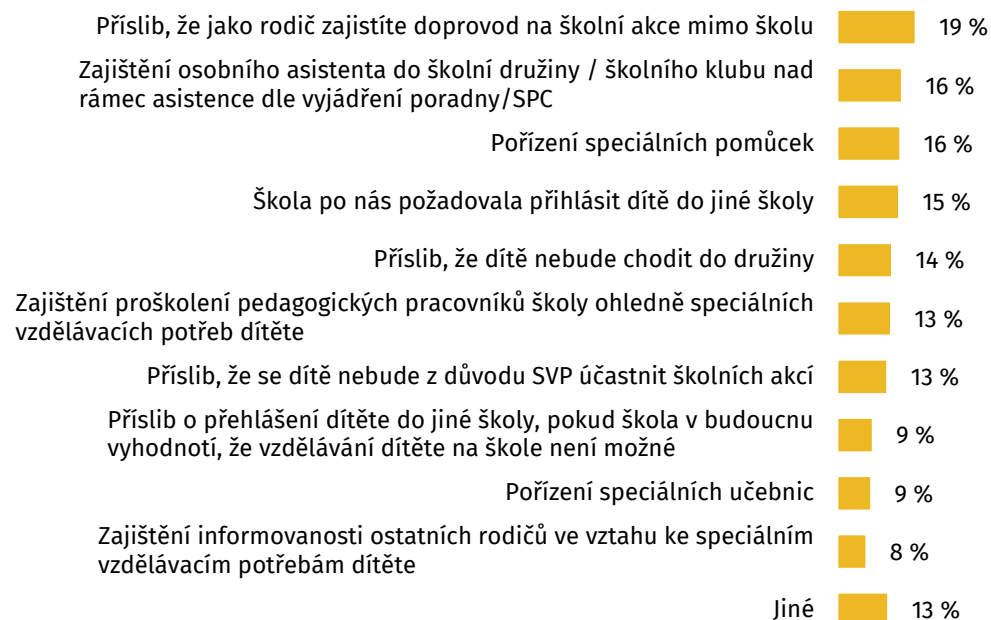 Příslib, že jako rodič zajistíte doprovod na školní akce mimo školu 19 %
Zajištění osobního asistenta do školní družiny / školního klubu nad
rámec asistence dle vyjádření poradny/SPC 16 %
Pořízení speciálních pomůcek 16 %
Škola po nás požadovala přihlásit dítě do jiné školy 15 %
Příslib, že dítě nebude chodit do družiny 14 %
Zajištění proškolení pedagogických pracovníků školy ohledně speciálních
vzdělávacích potřeb dítěte 13 %
Příslib, že se dítě nebude z důvodu SVP účastnit školních akcí 13 %
Příslib o přehlášení dítěte do jiné školy, pokud škola v budoucnu
vyhodnotí, že vzdělávání dítěte na škole není možné 9 %
Pořízení speciálních učebnic 9 %
Zajištění informovanosti ostatních rodičů ve vztahu ke speciálním
vzdělávacím potřebám dítěte 8 %
Jiné 13 %